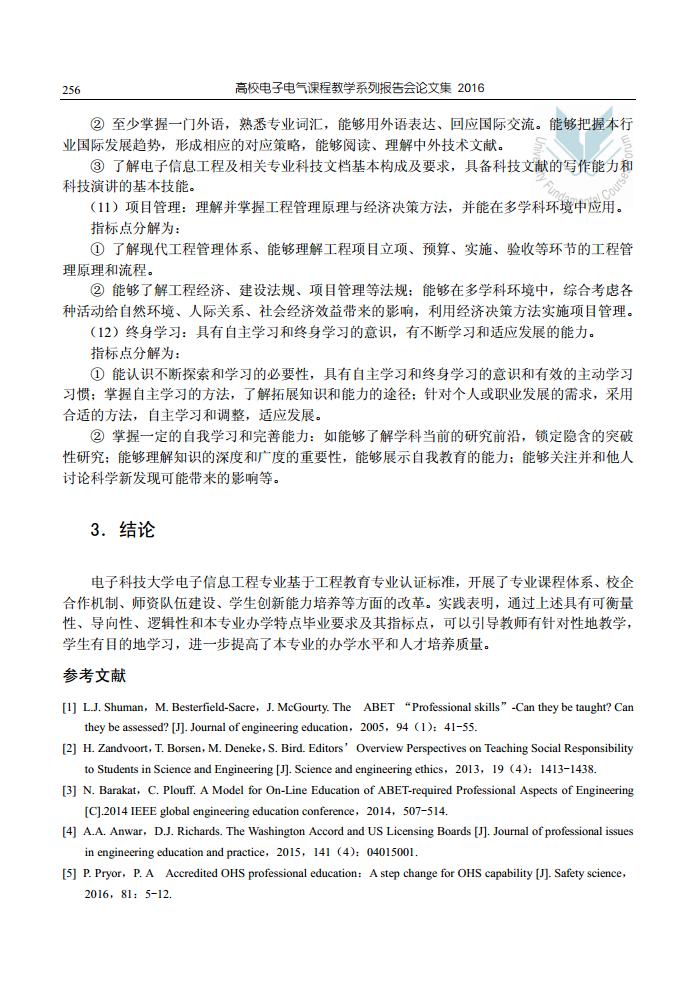 256
高校电子电气课程教学系列报告会论文集 2016
② 至少掌握一门外语，熟悉专业词汇，能够用外语表达、回应国际交流。能够把握本行
业国际发展趋势，形成相应的对应策略，能够阅读、理解中外技术文献。
③ 了解电子信息工程及相关专业科技文档基本构成及要求，具备科技文献的写作能力和
科技演讲的基本技能。
（11）项目管理：理解并掌握工程管理原理与经济决策方法，并能在多学科环境中应用。
指标点分解为：
① 了解现代工程管理体系、能够理解工程项目立项、预算、实施、验收等环节的工程管
理原理和流程。
② 能够了解工程经济、建设法规、项目管理等法规；能够在多学科环境中，综合考虑各
种活动给自然环境、人际关系、社会经济效益带来的影响，利用经济决策方法实施项目管理。
（12）终身学习：具有自主学习和终身学习的意识，有不断学习和适应发展的能力。
指标点分解为：
① 能认识不断探索和学习的必要性，具有自主学习和终身学习的意识和有效的主动学习
习惯；掌握自主学习的方法，了解拓展知识和能力的途径；针对个人或职业发展的需求，采用
合适的方法，自主学习和调整，适应发展。
② 掌握一定的自我学习和完善能力：如能够了解学科当前的研究前沿，锁定隐含的突破
性研究；能够理解知识的深度和广度的重要性，能够展示自我教育的能力；能够关注并和他人
讨论科学新发现可能带来的影响等。
3．结论
电子科技大学电子信息工程专业基于工程教育专业认证标准，开展了专业课程体系、校企
合作机制、师资队伍建设、学生创新能力培养等方面的改革。实践表明，通过上述具有可衡量
性、导向性、逻辑性和本专业办学特点毕业要求及其指标点，可以引导教师有针对性地教学，
学生有目的地学习，进一步提高了本专业的办学水平和人才培养质量。
参考文献
[1] L.J. Shuman，M. Besterfield-Sacre，J. McGourty. The ABET “Professional skills”-Can they be taught? Can
they be assessed? [J]. Journal of engineering education，2005，94（1）：41-55.
[2] H. Zandvoort，T. Borsen，M. Deneke，S. Bird. Editors’ Overview Perspectives on Teaching Social Responsibility
to Students in Science and Engineering [J]. Science and engineering ethics，2013，19（4）：1413-1438.
[3] N. Barakat，C. Plouff. A Model for On-Line Education of ABET-required Professional Aspects of Engineering
[C].2014 IEEE global engineering education conference，2014，507-514.
[4] A.A. Anwar，D.J. Richards. The Washington Accord and US Licensing Boards [J]. Journal of professional issues
in engineering education and practice，2015，141（4）：04015001.
[5] P. Pryor，P. A Accredited OHS professional education：A step change for OHS capability [J]. Safety science，
2016，81：5-12.